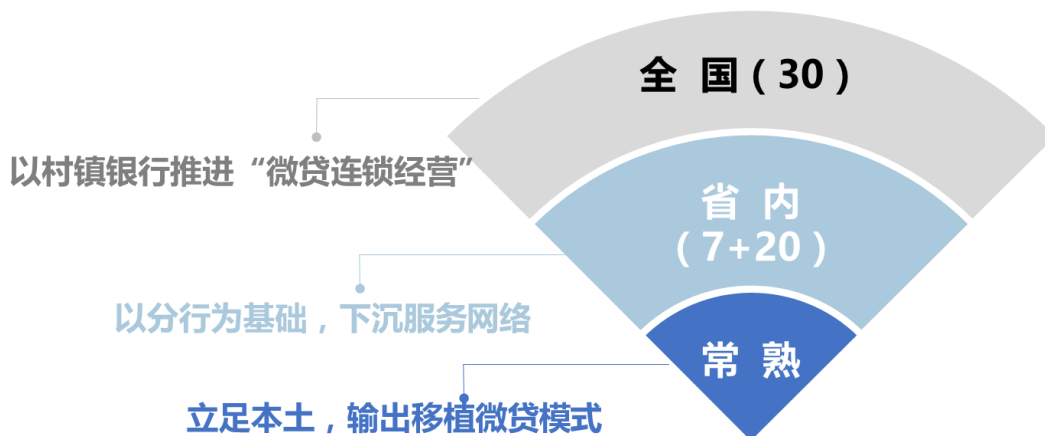 全 国（30）
以村镇银行推进“微贷连锁经营”
省 内
（7+20）
以分行为基础，下沉服务网络
常 熟
立足本土，输出移植微贷模式